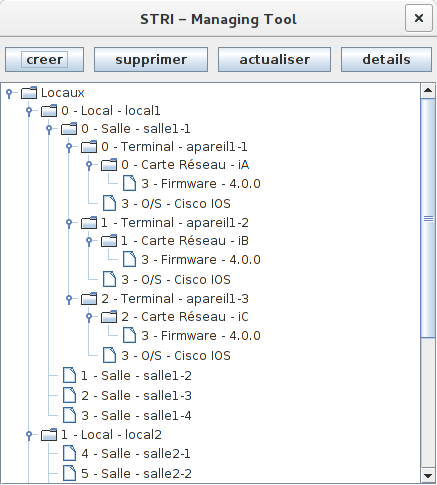 STRI – Managing Tool
creer supprimer actualiser details
Locaux
0 - Local - local1
0 - Salle - salle1-1
0 - Terminal - apareil1-1
0 - Carte Réseau - iA
3 - Firmware - 4.0.0
3 - O/S - Cisco IOS
1 - Terminal - apareil1-2
1 - Carte Réseau - iB
3 - Firmware - 4.0.0
3 - O/S - Cisco IOS
2 - Terminal - apareil1-3
2 - Carte Réseau - iC
3 - Firmware - 4.0.0
3 - O/S - Cisco IOS
1 - Salle - salle1-2
2 - Salle - salle1-3
3 - Salle - salle1-4
1 - Local - local2
4 - Salle - salle2-1
5 - Salle - salle2-2